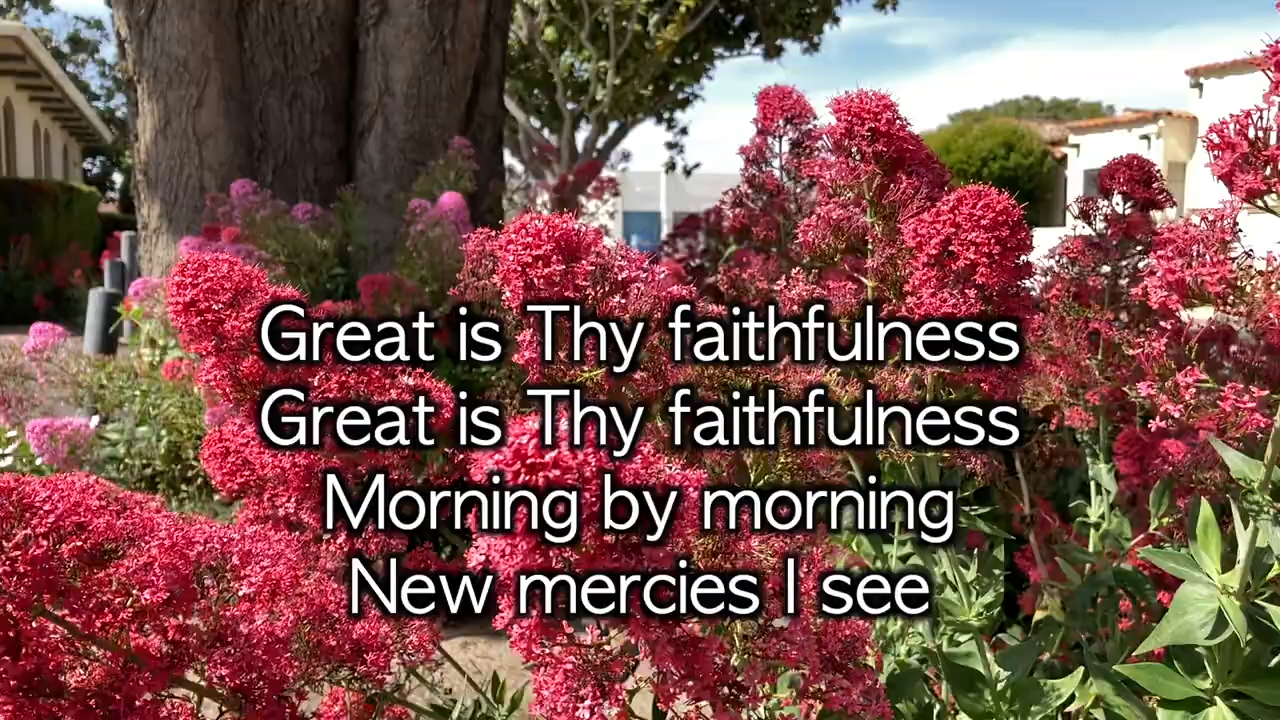 Great is Thy faithfulness
Great is Thy faithfulness
Morning by morning
New mercies I see